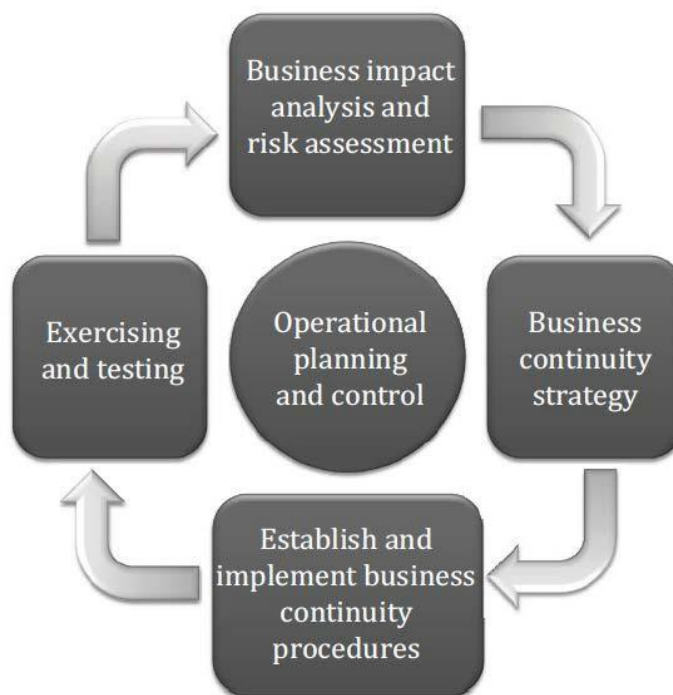 Business impact
analysis and
risk assessment
Business
continuity
strategy
Establish and
implement business
continuity
procedures
Exercising
and testing
Operational
planning
and control